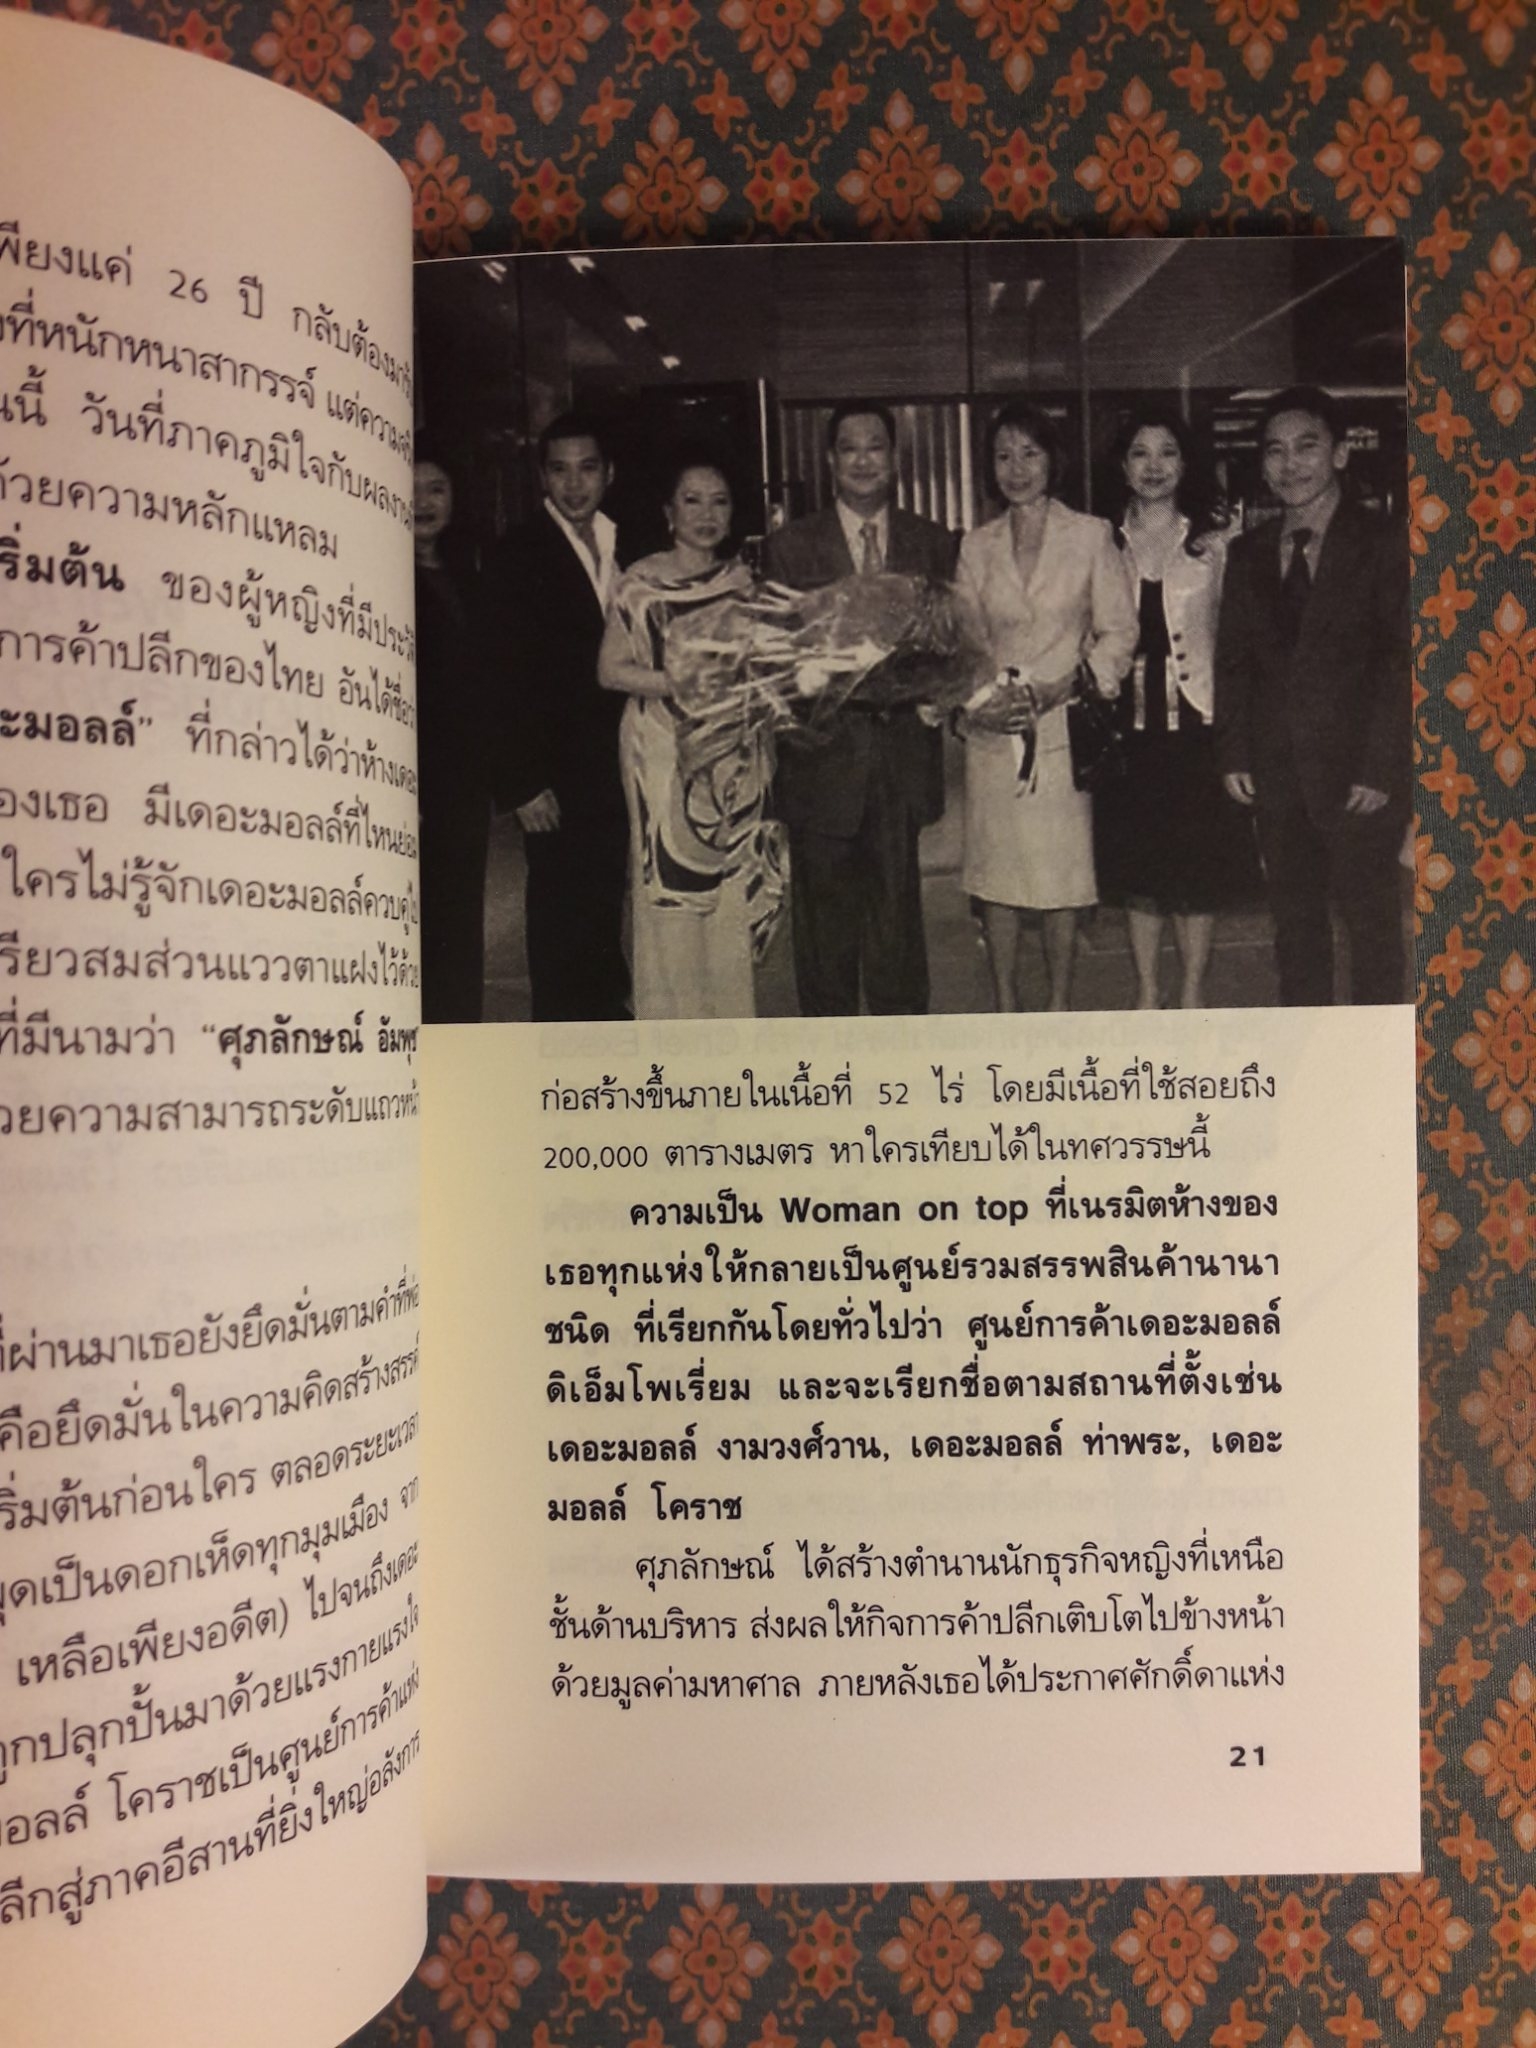 พียงแค่ 26 ปี กลับต้องมารับ
ที่หนักหนาสากรรจ์ แต่ความจริง
นนี้ วันที่ภาคภูมิใจกับผลงาน
ด้วยความหลักแหลม
ริ่มต้น ของผู้หญิงที่มีประวัติ
การค้าปลีกของไทย อันได้ชื่อว่า
ะมอลล์” ที่กล่าวได้ว่าห้างเดอะ
องเธอ มีเดอะมอลล์ที่ไหนย่อม
ใครไม่รู้จักเดอะมอลล์ควบคู่ไป
รียวสมส่วนแววตาแฝงไว้ด้วย
ที่มีนามว่า “ศุภลักษณ์ อัมพุช
วยความสามารถระดับแถวหน้า
ที่ผ่านมาเธอยังยึดมั่นตามคำที่พ่อ
คือยึดมั่นในความคิดสร้างสรรค์
ริ่มต้นก่อนใคร ตลอดระยะเวลา
ผุดเป็นดอกเห็ดทุกมุมเมือง จาก
เหลือเพียงอดีต) ไปจนถึงเดอะ
ถูกปลุกปั้นมาด้วยแรงกายแรงใจ
มอลล์ โคราชเป็นศูนย์การค้าแห่ง
ลีกสู่ภาคอีสานที่ยิ่งใหญ่อลังการ
ก่อสร้างขึ้นภายในเนื้อที่ 52 ไร่ โดยมีเนื้อที่ใช้สอยถึง
200,000 ตารางเมตร หาใครเทียบได้ในทศวรรษนี้
ความเป็น Woman on top ที่เนรมิตห้างของ
เธอทุกแห่งให้กลายเป็นศูนย์รวมสรรพสินค้านานา
ชนิด ที่เรียกกันโดยทั่วไปว่า ศูนย์การค้าเดอะมอลล์
ดิเอ็มโพเรี่ยม และจะเรียกชื่อตามสถานที่ตั้งเช่น
เดอะมอลล์ งามวงศ์วาน, เดอะมอลล์ ท่าพระ, เดอะ
มอลล์ โคราช
ศุภลักษณ์ ได้สร้างตำนานนักธุรกิจหญิงที่เหนือ
ชั้นด้านบริหาร ส่งผลให้กิจการค้าปลีกเติบโตไปข้างหน้า
ด้วยมูลค่ามหาศาล ภายหลังเธอได้ประกาศศักดิ์ดาแห่ง
21